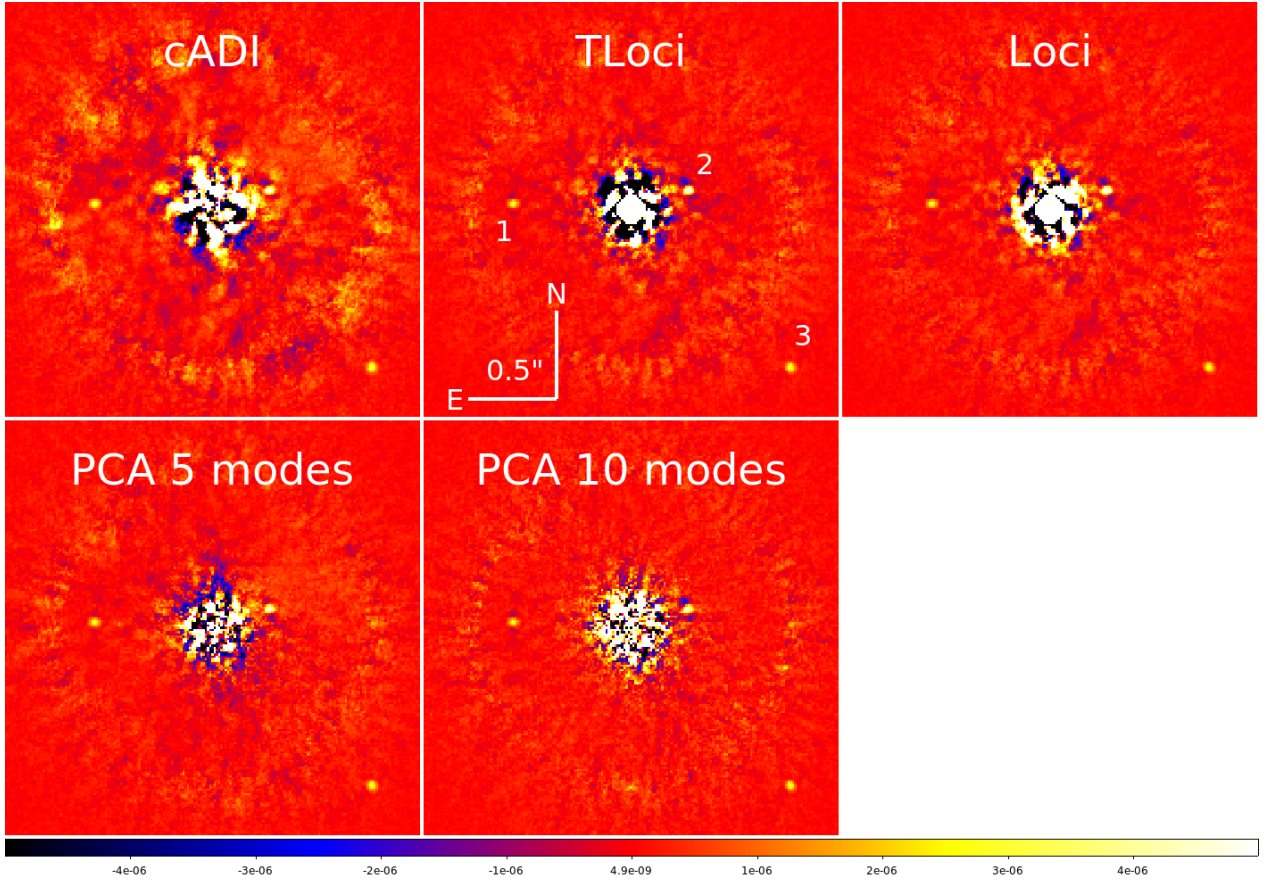 cADI
TLoci
Loci
2
1
N
3
0.5"
E
PCA 5 modes
PCA 10 modes
-4e-06 -3e-06 -2e-06 -1e-06 4.9e-09 1e-06 2e-06 3e-06 4e-06